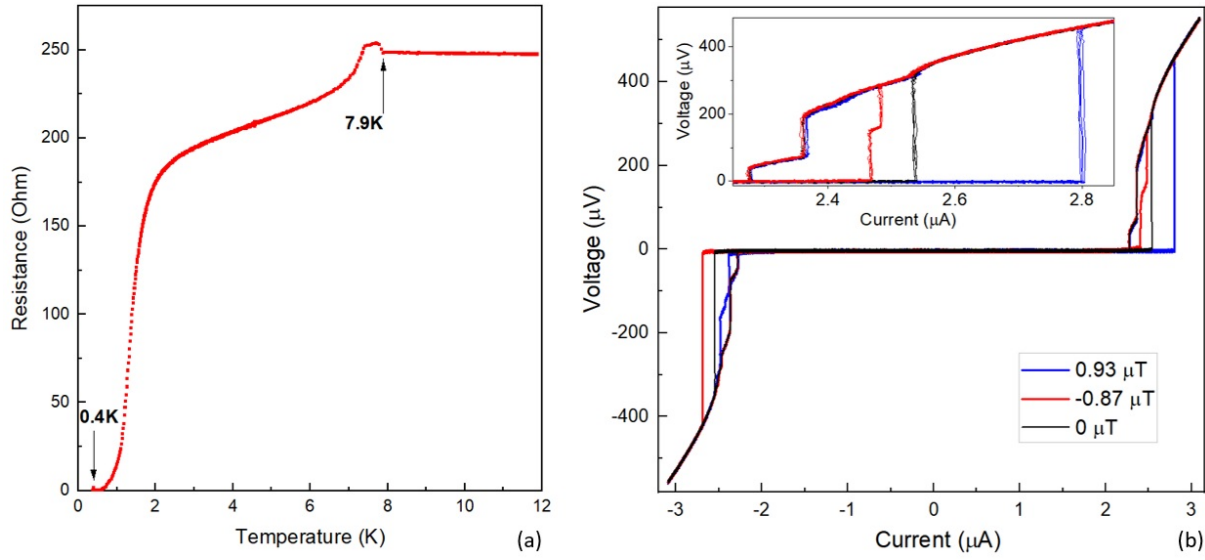 250
200
150
100
50
0
Resistance (Ohm)
0.4K
7.9K
0 2 4 6 8 10 12
Temperature (K)
(a)
400
200
0
-200
-400
Voltage (µV)
400
200
0
Voltage (µV)
2.4 2.6 2.8
Current (µA)
0.93 µT
-0.87 µT
0 µT
-3 -2 -1 0 1 2 3
Current (µA)
(b)